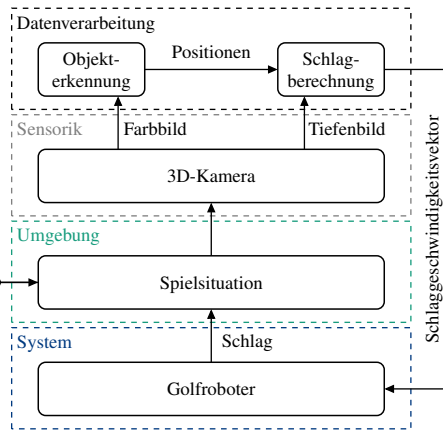 Datenverarbeitung
Objekt-
erkennung
Positionen
Schlag-
berechnung
Sensorik
Farbbild
Tiefenbild
3D-Kamera
Schlaggeschwindigkeitsvektor
Umgebung
Spielsituation
System
Schlag
Golfroboter